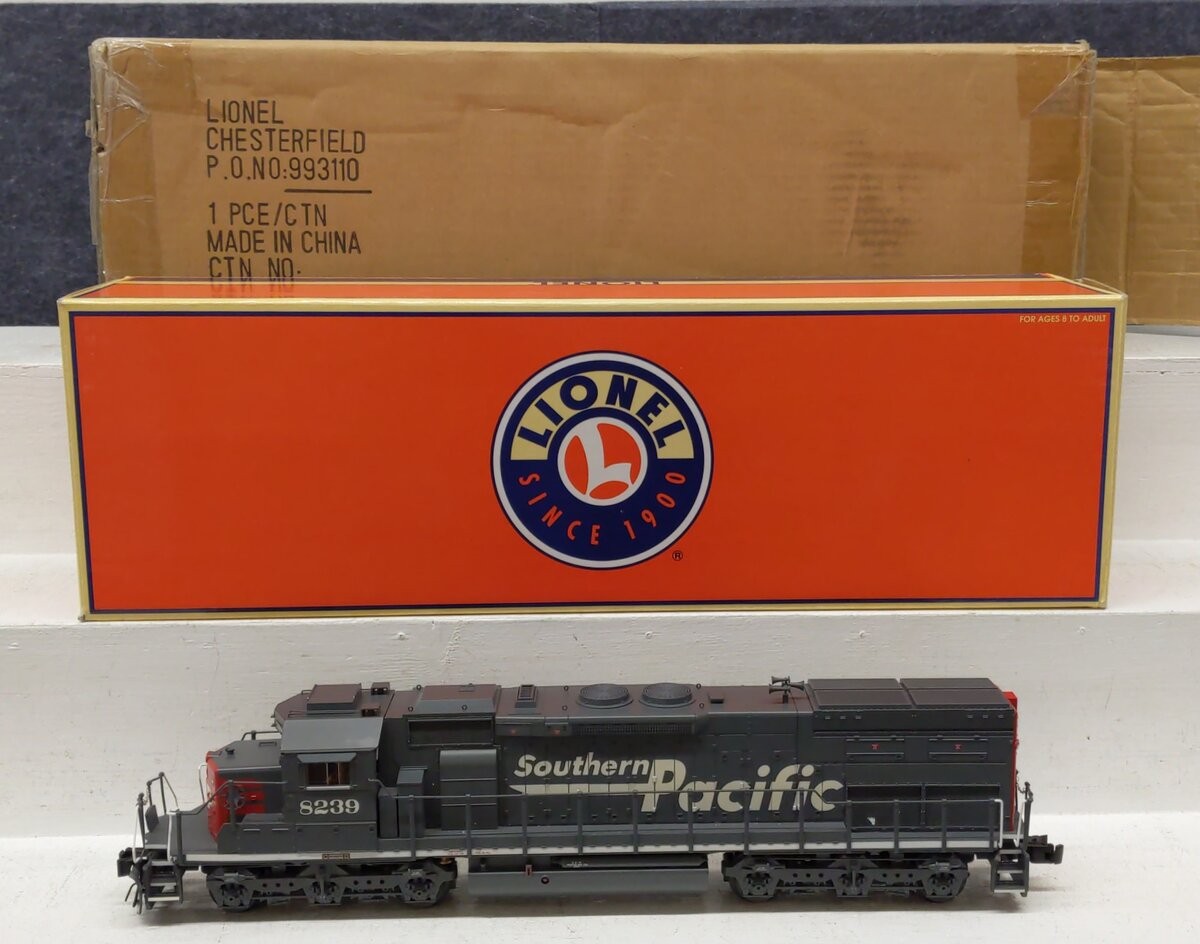 LIONEL
CHESTERFIELD
P.O.NO:993110
1 PCE/CTN
MADE IN CHINA
CTN NO:
LIONEL
FOR AGES 8 TO ADULT
LIONEL
L
SINCE 1900
®
Southern
Pacific
8239